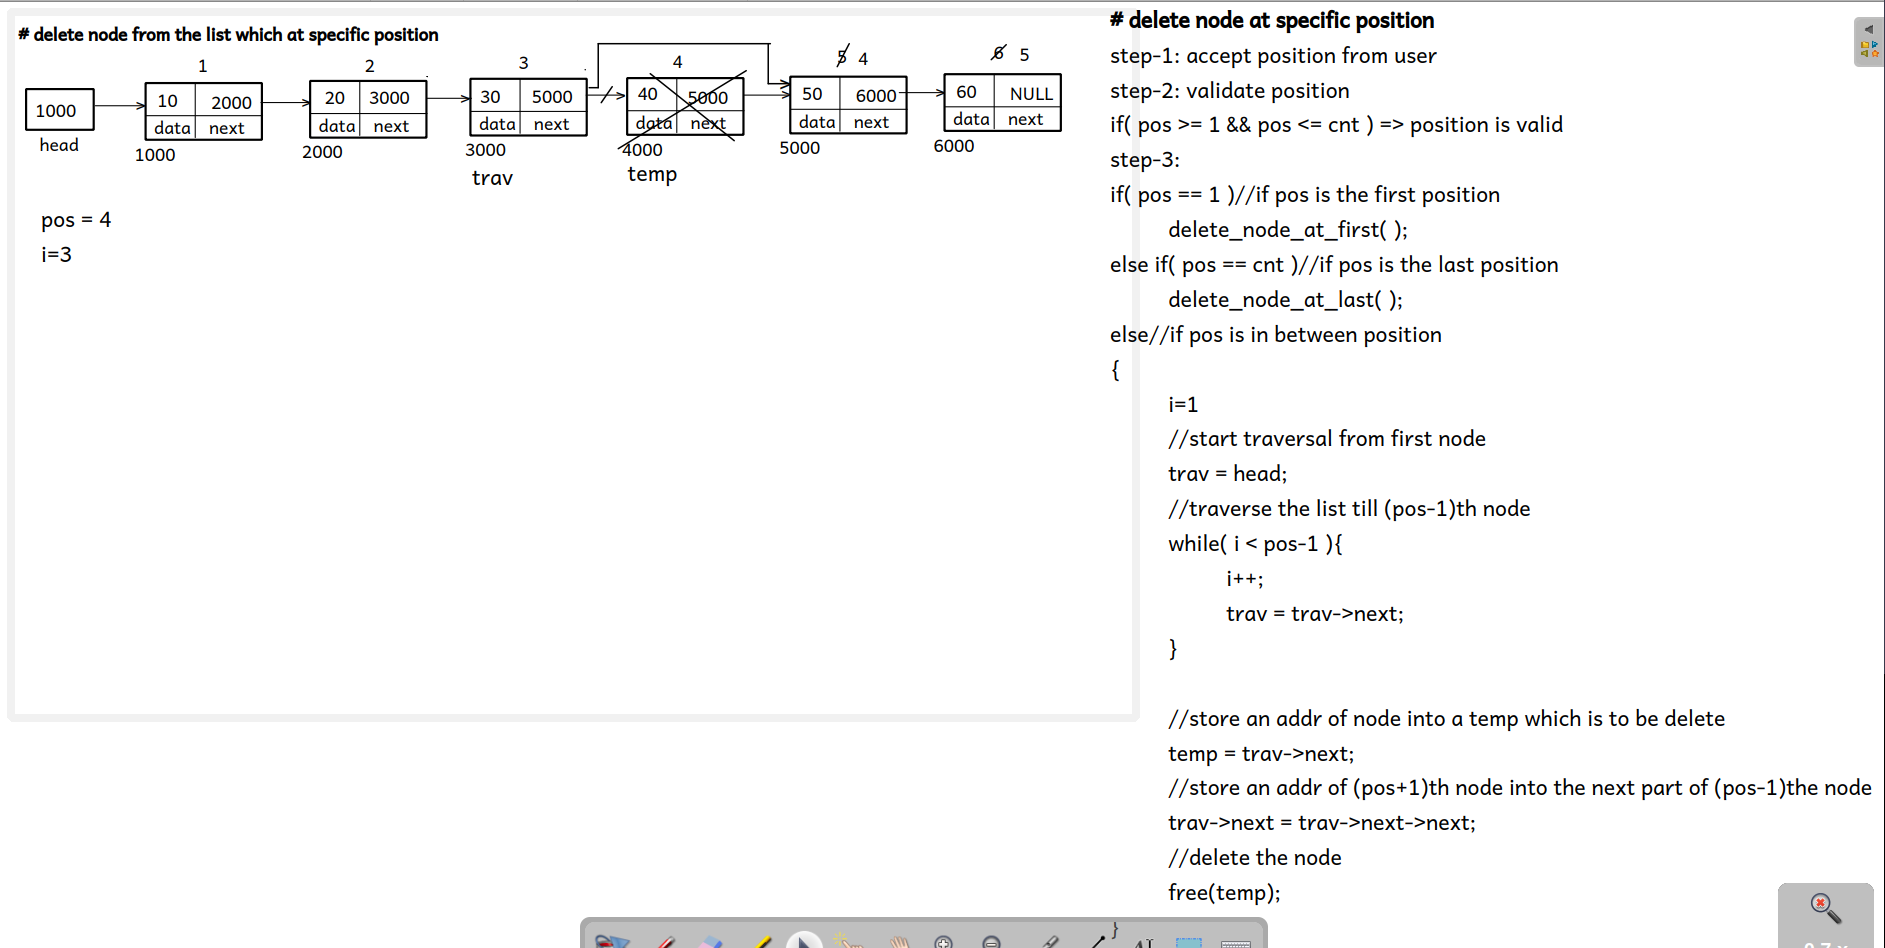 # delete node from the list which at specific position
1 2 3 4 5 4 6 5
1000 10 2000 20 3000 30 5000 40 5000 50 6000 60 NULL
data next data next data next data next data next data next
head 1000 2000 3000 4000 5000 6000
trav temp
pos = 4
i=3
# delete node at specific position
step-1: accept position from user
step-2: validate position
if( pos >= 1 && pos <= cnt ) => position is valid
step-3:
if( pos == 1 )//if pos is the first position
delete_node_at_first( );
else if( pos == cnt )//if pos is the last position
delete_node_at_last( );
else//if pos is in between position
{
i=1
//start traversal from first node
trav = head;
//traverse the list till (pos-1)th node
while( i < pos-1 ){
i++;
trav = trav->next;
}
//store an addr of node into a temp which is to be delete
temp = trav->next;
//store an addr of (pos+1)th node into the next part of (pos-1)the node
trav->next = trav->next->next;
//delete the node
free(temp);
}